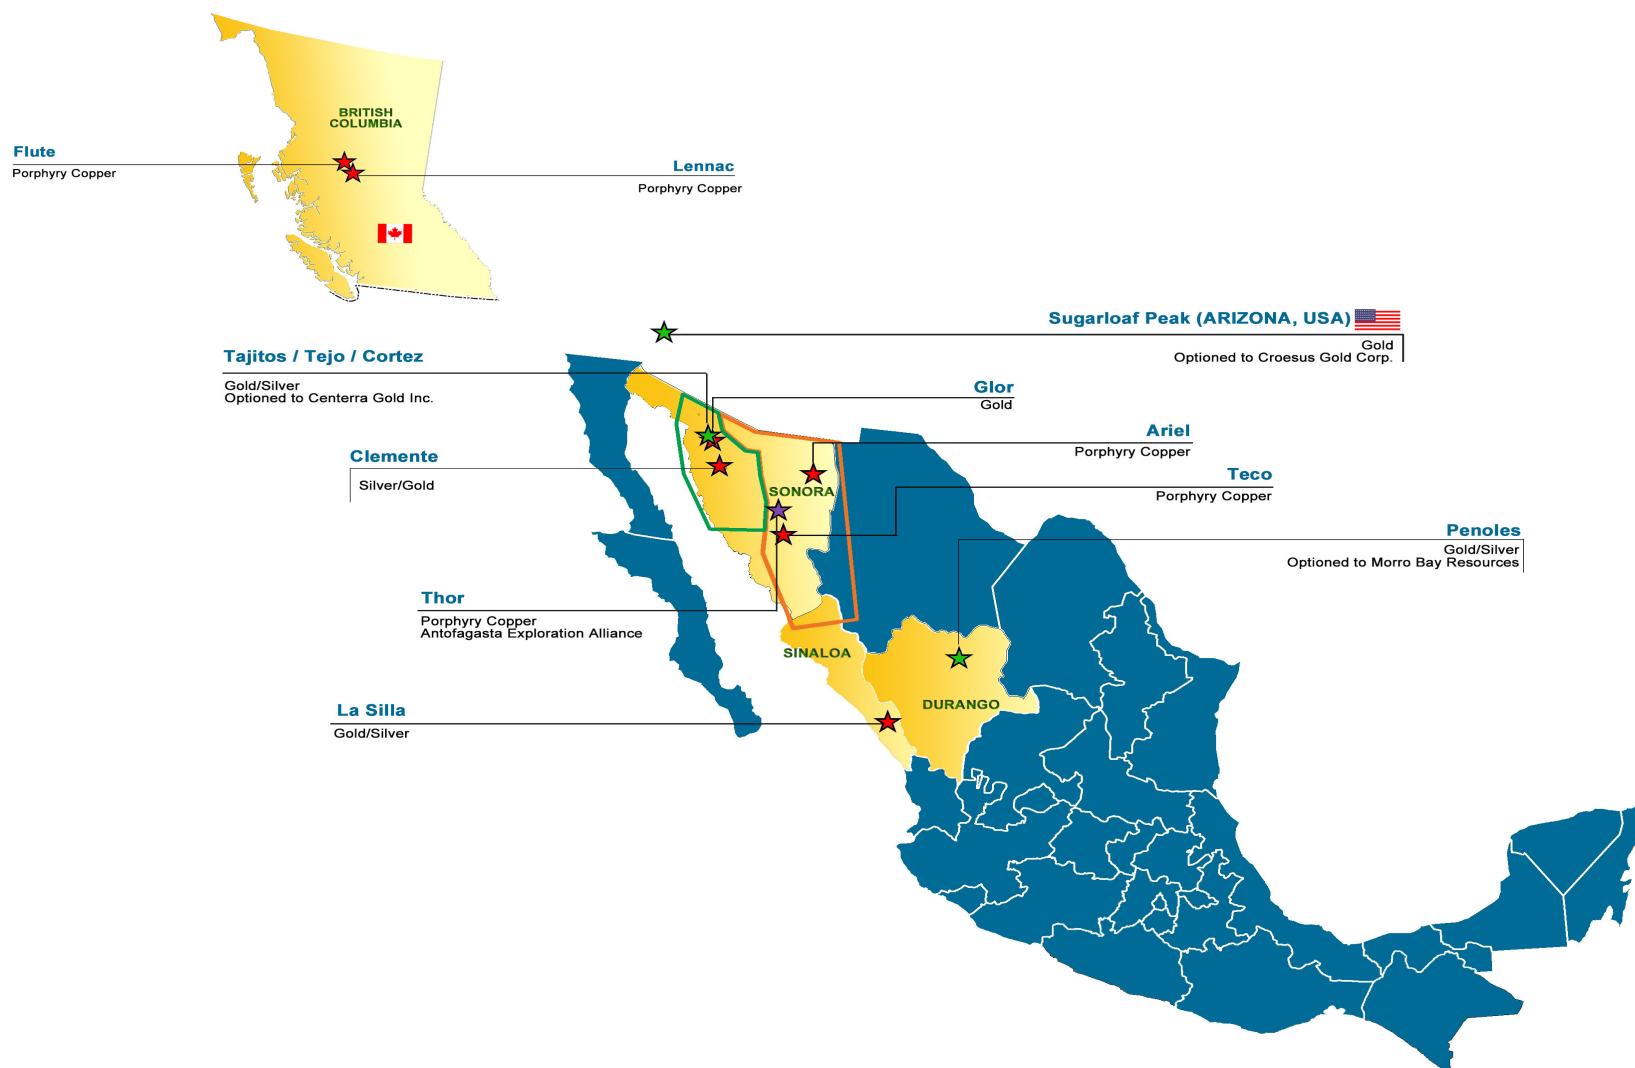 BRITISH
COLUMBIA
Flute
Porphyry Copper
Lennac
Porphyry Copper
Sugarloaf Peak (ARIZONA, USA)
Gold
Optioned to Croesus Gold Corp.
Tajitos / Tejo / Cortez
Gold/Silver
Optioned to Centerra Gold Inc.
Glor
Gold
Ariel
Porphyry Copper
Clemente
Silver/Gold
Teco
Porphyry Copper
SONORA
Penoles
Gold/Silver
Optioned to Morro Bay Resources
Thor
Porphyry Copper
Antofagasta Exploration Alliance
SINALOA
DURANGO
La Silla
Gold/Silver